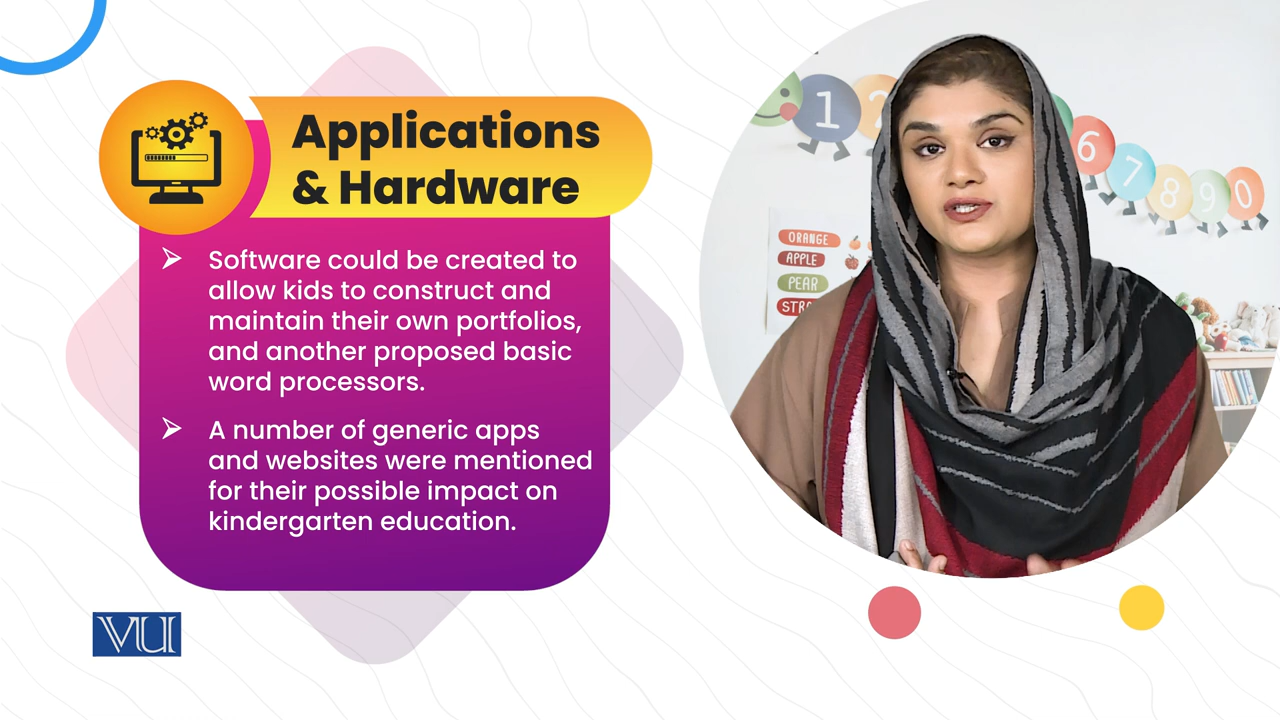 Applications
& Hardware
Software could be created to
allow kids to construct and
maintain their own portfolios,
and another proposed basic
word processors.
A number of generic apps
and websites were mentioned
for their possible impact on
kindergarten education.
VU
1 2
6 7 8 9 0
ORANGE
APPLE
PEAR
STRA